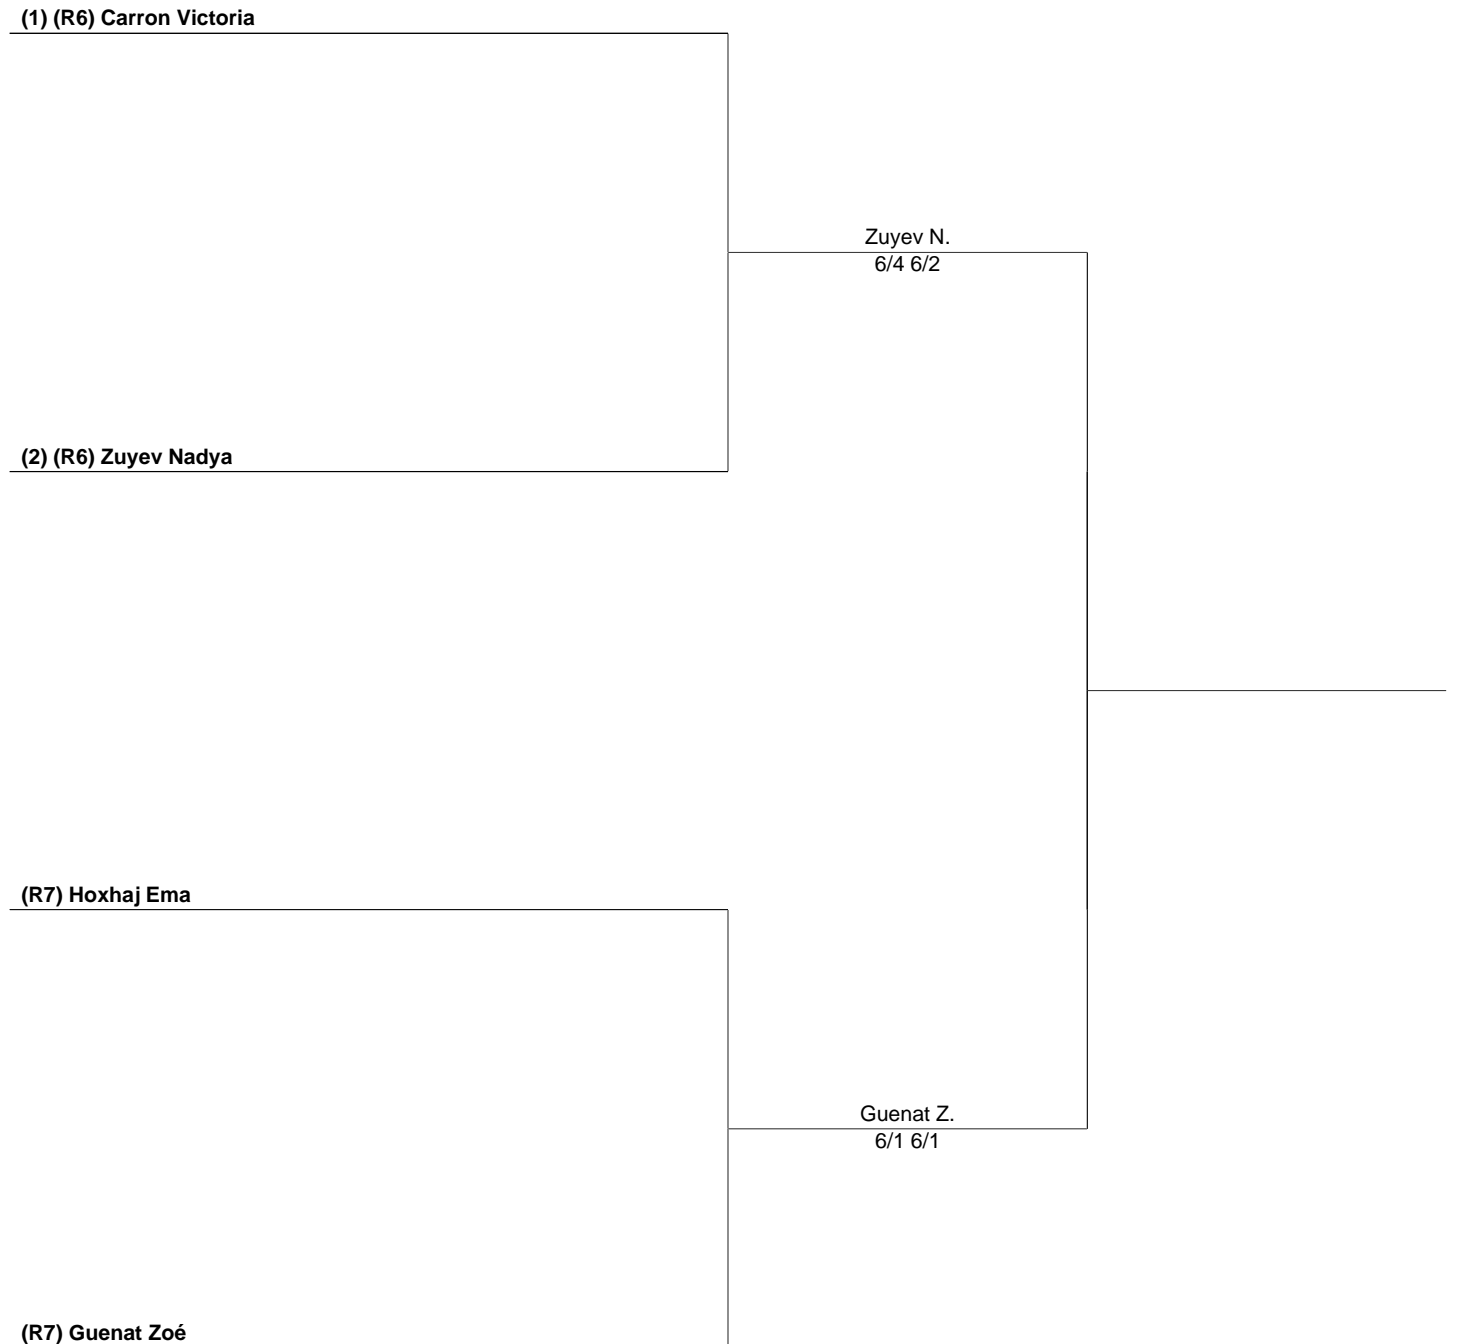 (1) (R6) Carron Victoria
Zuyev N.
6/4 6/2
(2) (R6) Zuyev Nadya
(R7) Hoxhaj Ema
Guenat Z.
6/1 6/1
(R7) Guenat Zoé